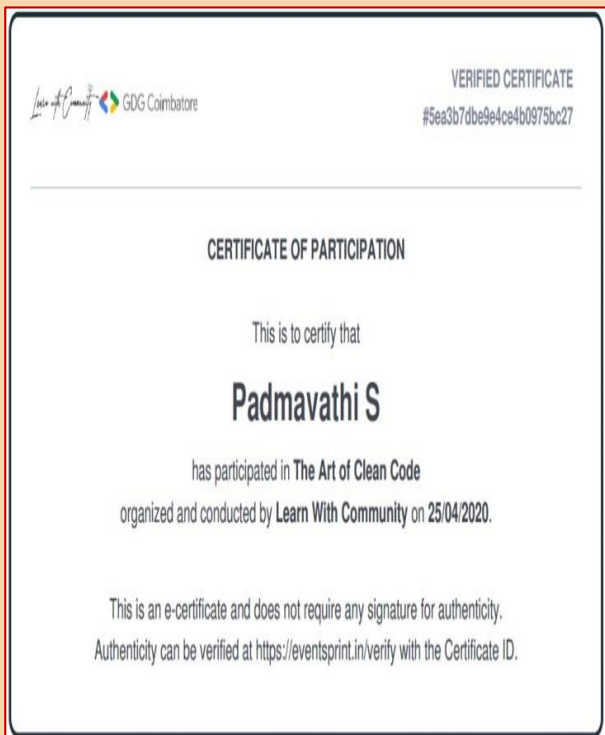 Learn with Community GDG Coimbatore
VERIFIED CERTIFICATE
#5ea3b7dbe9e4ce4b0975bc27
CERTIFICATE OF PARTICIPATION
This is to certify that
Padmavathi S
has participated in The Art of Clean Code
organized and conducted by Learn With Community on 25/04/2020.
This is an e-certificate and does not require any signature for authenticity.
Authenticity can be verified at https://eventsprint.in/verify with the Certificate ID.